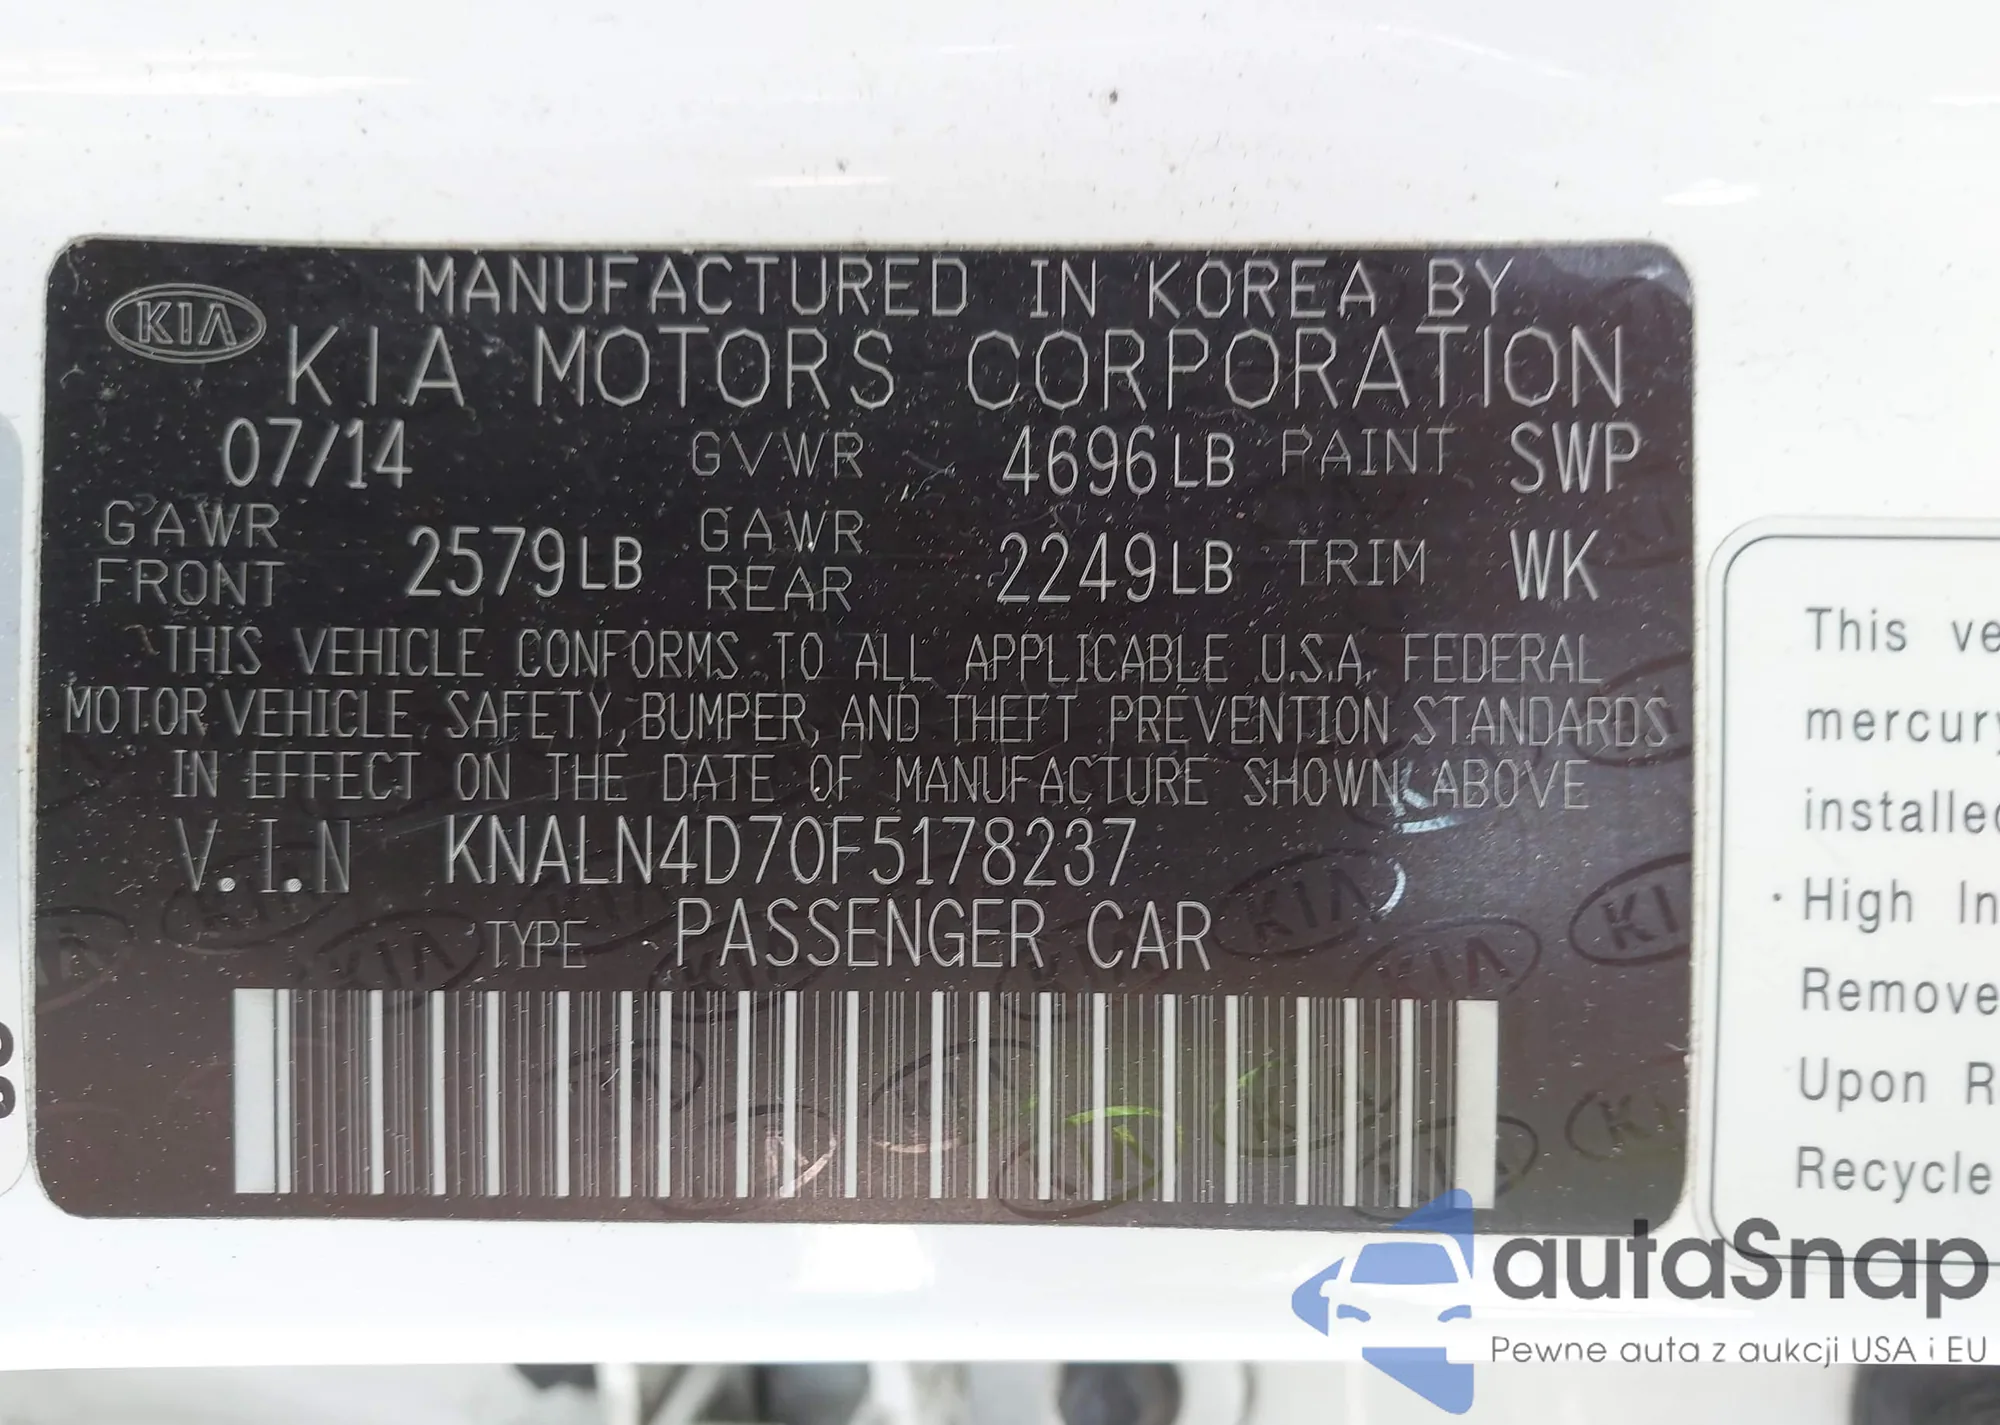 KIA
MANUFACTURED IN KOREA BY
KIA MOTORS CORPORATION
07/14 GVWR 4696LB PAINT SWP
GAWR FRONT 2579LB GAWR REAR 2249LB TRIM WK
THIS VEHICLE CONFORMS TO ALL APPLICABLE U.S.A. FEDERAL
MOTOR VEHICLE SAFETY, BUMPER, AND THEFT PREVENTION STANDARDS
IN EFFECT ON THE DATE OF MANUFACTURE SHOWN ABOVE
V.I.N KNALN4D70F5178237
TYPE PASSENGER CAR
This
mercury
installed
· High
Remove
Upon
Recycle
autoSnap
Pewne auta z aukcji USA i EU